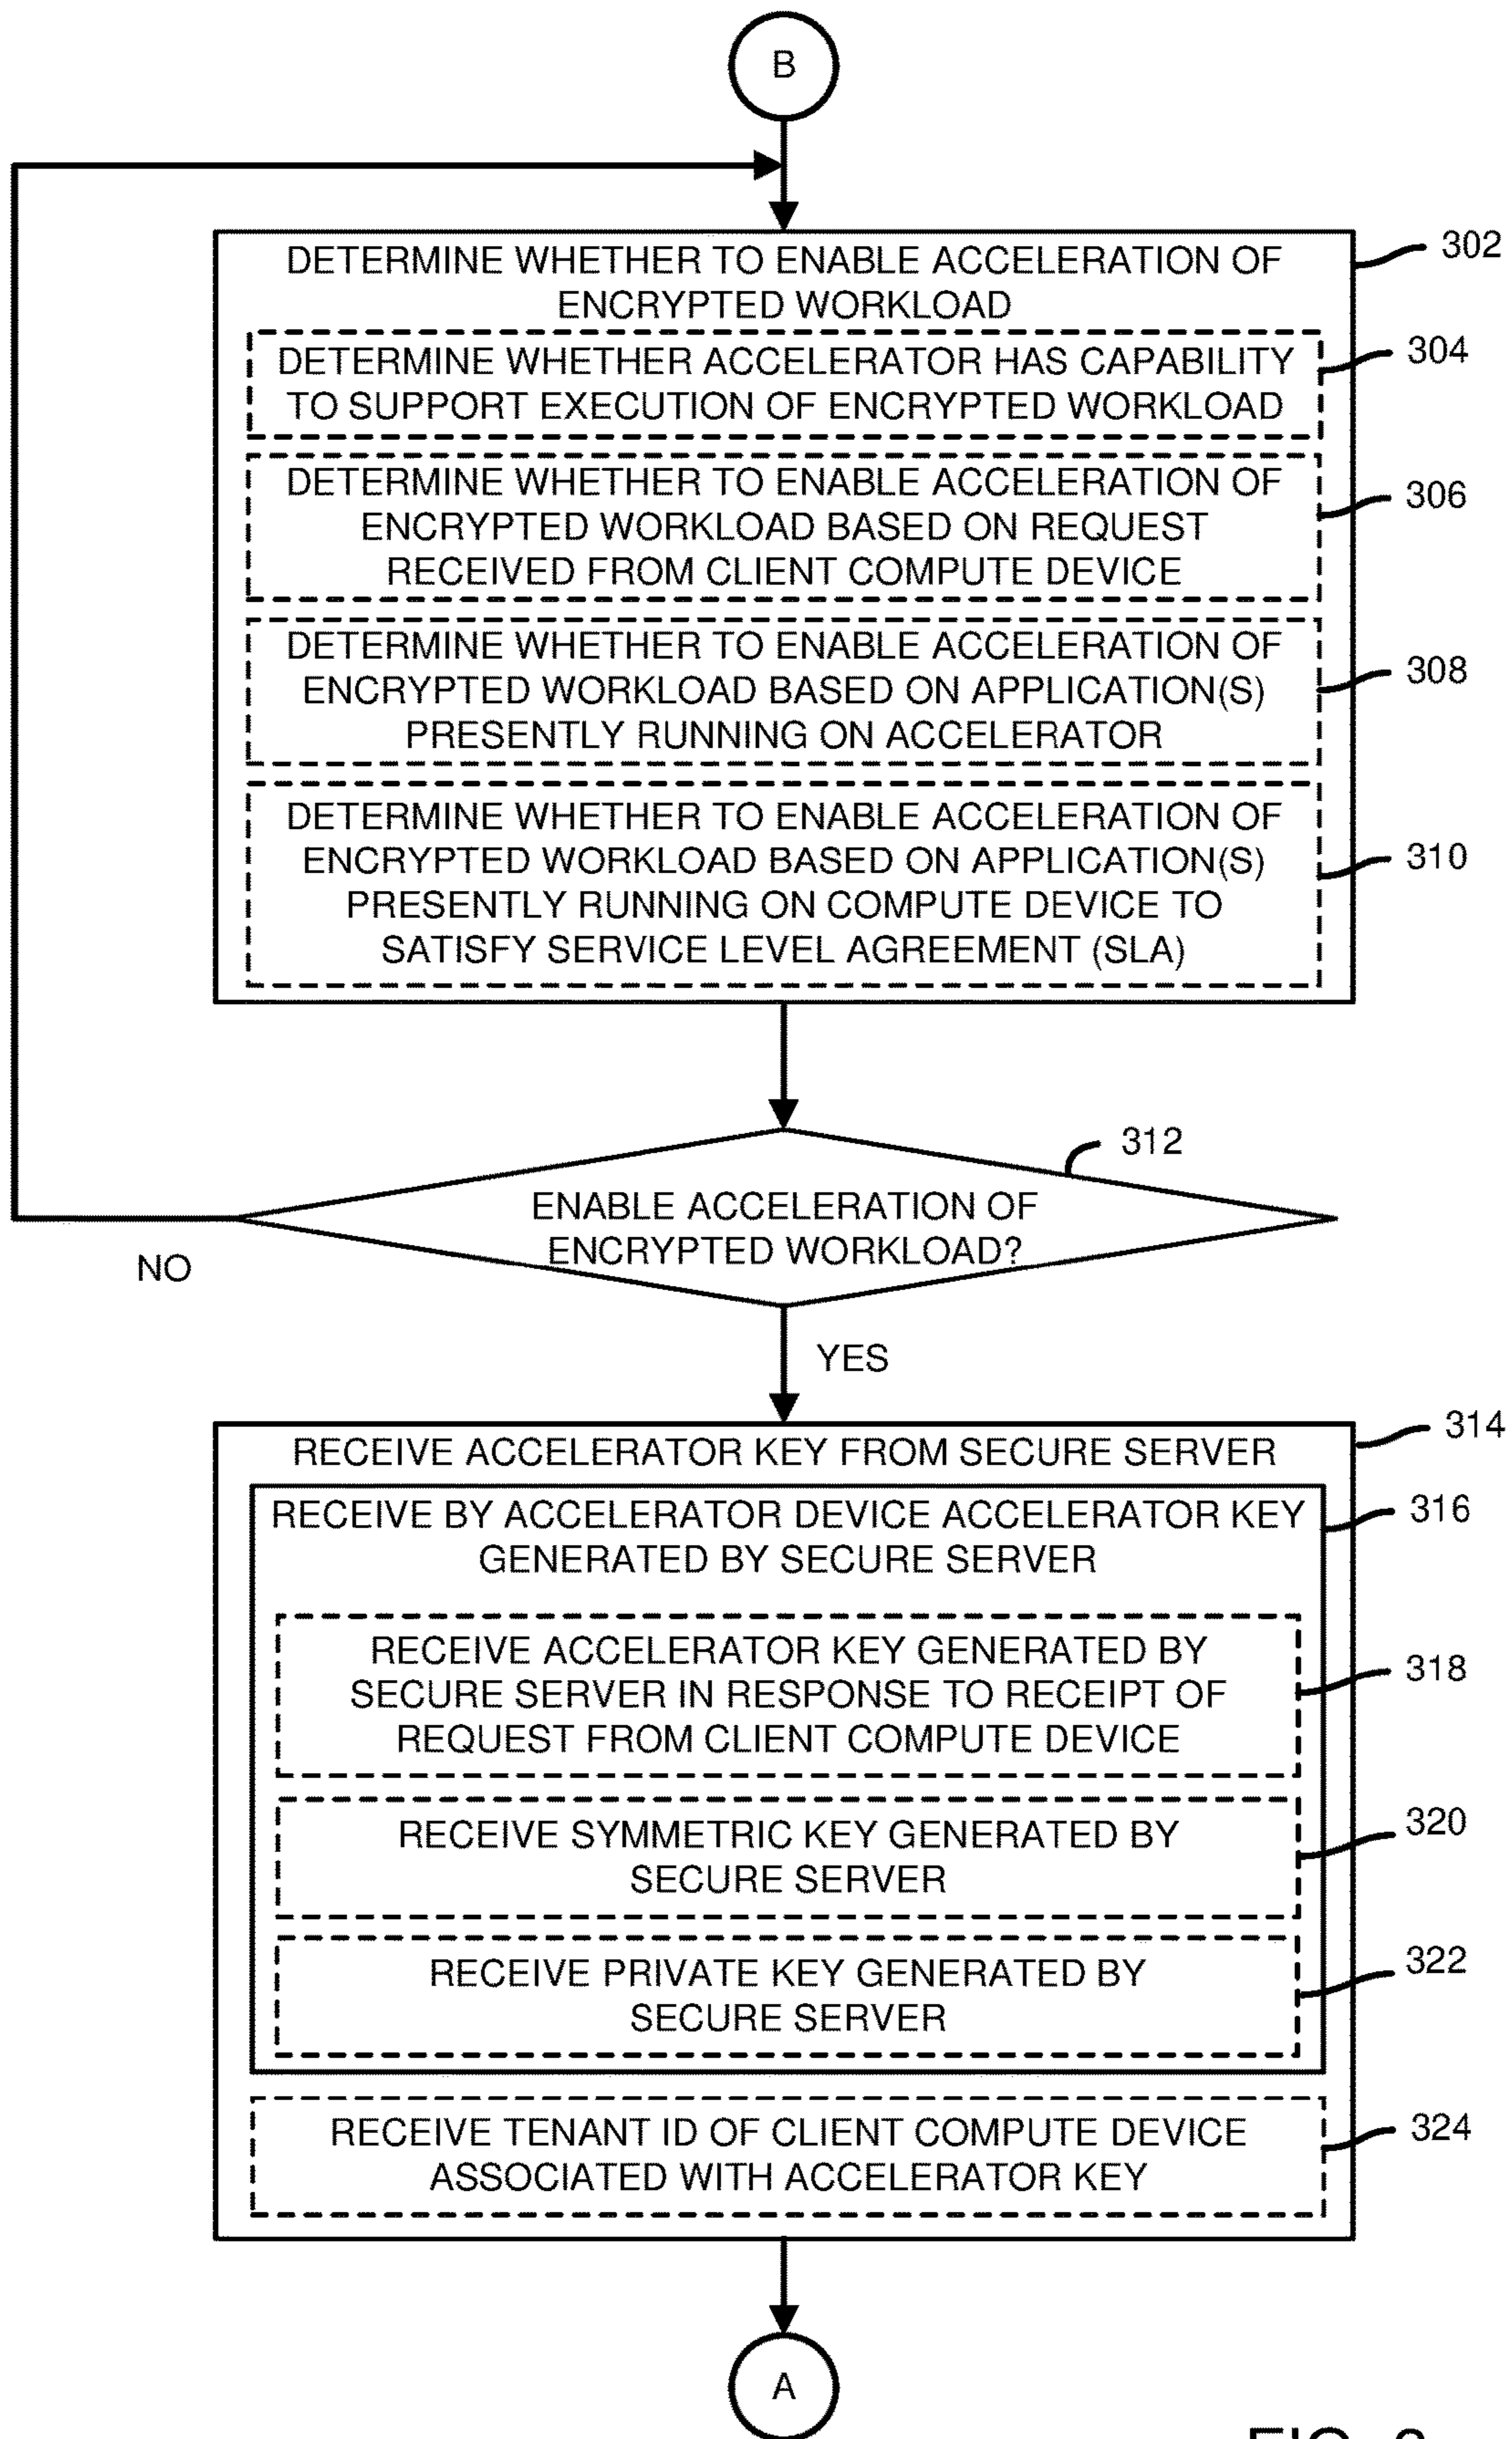 B
DETERMINE WHETHER TO ENABLE ACCELERATION OF
ENCRYPTED WORKLOAD
302
DETERMINE WHETHER ACCELERATOR HAS CAPABILITY
TO SUPPORT EXECUTION OF ENCRYPTED WORKLOAD
304
DETERMINE WHETHER TO ENABLE ACCELERATION OF
ENCRYPTED WORKLOAD BASED ON REQUEST
RECEIVED FROM CLIENT COMPUTE DEVICE
306
DETERMINE WHETHER TO ENABLE ACCELERATION OF
ENCRYPTED WORKLOAD BASED ON APPLICATION(S)
PRESENTLY RUNNING ON ACCELERATOR
308
DETERMINE WHETHER TO ENABLE ACCELERATION OF
ENCRYPTED WORKLOAD BASED ON APPLICATION(S)
PRESENTLY RUNNING ON COMPUTE DEVICE TO
SATISFY SERVICE LEVEL AGREEMENT (SLA)
310
312
ENABLE ACCELERATION OF
ENCRYPTED WORKLOAD?
NO
YES
RECEIVE ACCELERATOR KEY FROM SECURE SERVER
314
RECEIVE BY ACCELERATOR DEVICE ACCELERATOR KEY
GENERATED BY SECURE SERVER
316
RECEIVE ACCELERATOR KEY GENERATED BY
SECURE SERVER IN RESPONSE TO RECEIPT OF
REQUEST FROM CLIENT COMPUTE DEVICE
318
RECEIVE SYMMETRIC KEY GENERATED BY
SECURE SERVER
320
RECEIVE PRIVATE KEY GENERATED BY
SECURE SERVER
322
RECEIVE TENANT ID OF CLIENT COMPUTE DEVICE
ASSOCIATED WITH ACCELERATOR KEY
324
A